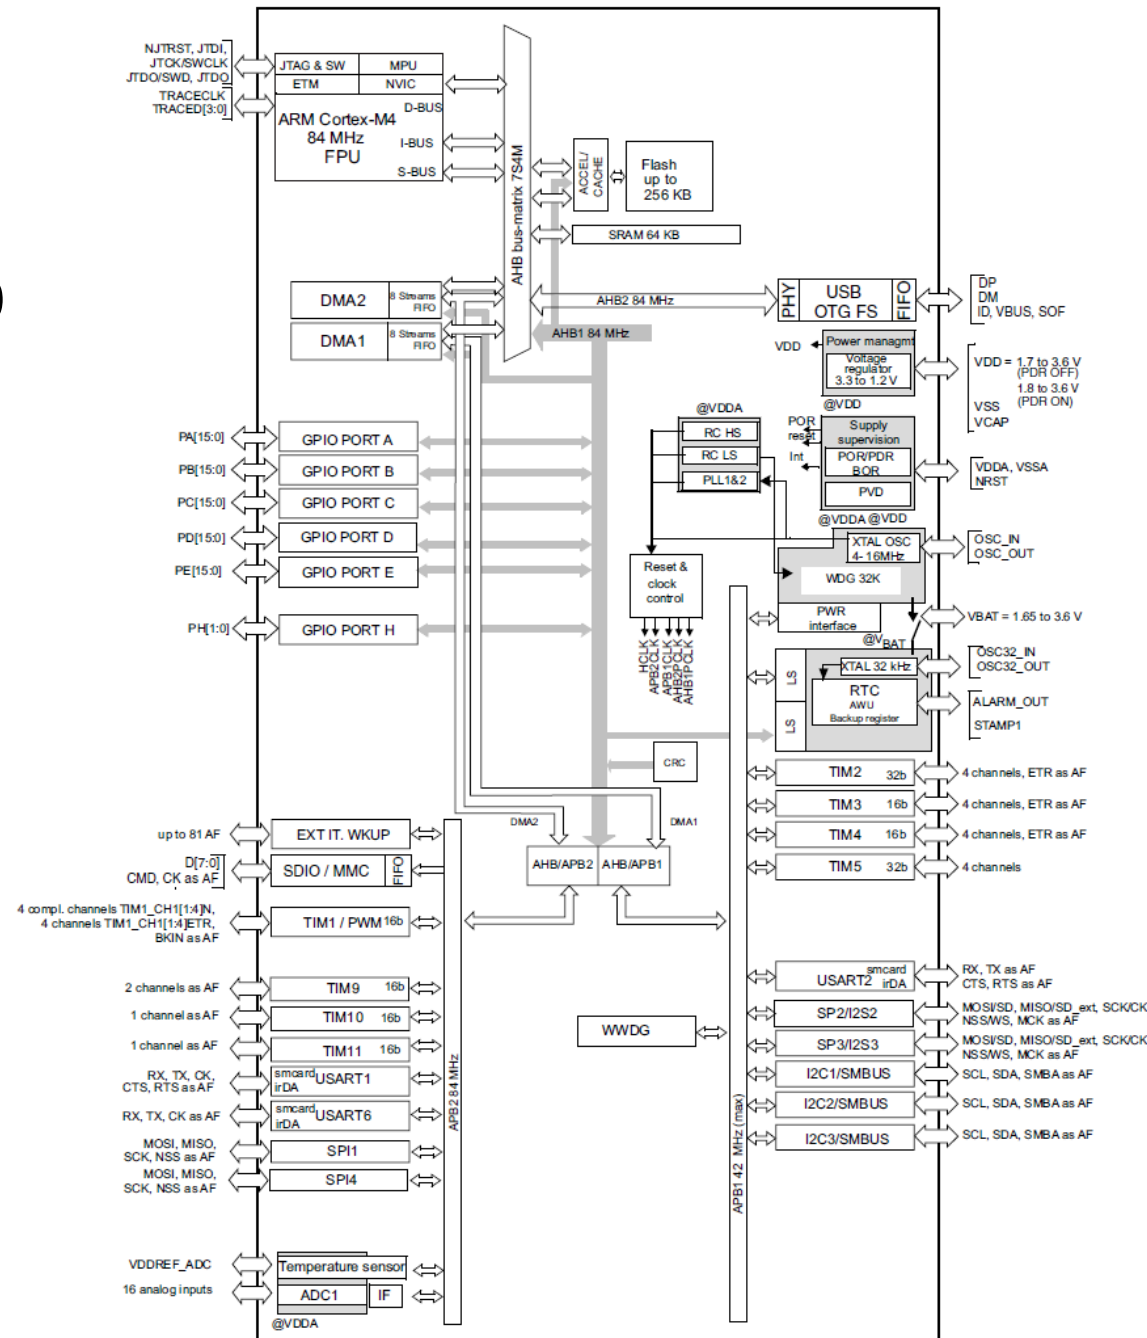 NJTRST, JTDI,
JTCK/SWCLK
JTDO/SWD, JTDO
TRACECLK
TRACED[3:0]
JTAG & SW
MPU
ETM
NVIC
D-BUS
ARM Cortex-M4
84 MHz
FPU
I-BUS
S-BUS
AHB bus-matrix 7S4M
ACCEL/
CACHE
Flash
up to
256 KB
SRAM 64 KB
DMA2
8 Streams
FIFO
DMA1
8 Streams
FIFO
AHB2 84 MHz
AHB1 84 MHz
PHY
USB
OTG FS
FIFO
DP
DM
ID, VBUS, SOF
VDD
Power managmt
Voltage
regulator
3.3 to 1.2 V
@VDD
VDD = 1.7 to 3.6 V
(PDR OFF)
1.8 to 3.6 V
(PDR ON)
VSS
VCAP
@VDDA
RC HS
RC LS
PLL1&2
POR
reset
Int
Supply
supervision
POR/PDR
BOR
PVD
VDDA, VSSA
NRST
@VDDA @VDD
XTAL OSC
4- 16MHz
WDG 32K
OSC_IN
OSC_OUT
PWR
interface
VBAT = 1.65 to 3.6 V
@VBAT
Reset &
clock
control
HCLK
APB2CLK
APB1CLK
AHB2PCLK
AHB1PCLK
LS
LS
XTAL 32 kHz
RTC
AWU
Backup register
OSC32_IN
OSC32_OUT
ALARM_OUT
STAMP1
PA[15:0]
GPIO PORT A
PB[15:0]
GPIO PORT B
PC[15:0]
GPIO PORT C
PD[15:0]
GPIO PORT D
PE[15:0]
GPIO PORT E
PH[1:0]
GPIO PORT H
CRC
DMA2
DMA1
AHB/APB2
AHB/APB1
TIM2 32b
4 channels, ETR as AF
TIM3 16b
4 channels, ETR as AF
TIM4 16b
4 channels, ETR as AF
TIM5 32b
4 channels
up to 81 AF
EXT IT. WKUP
D[7:0]
CMD, CK as AF
SDIO / MMC
FIFO
4 compl. channels TIM1_CH1[1:4]N,
4 channels TIM1_CH1[1:4]ETR,
BKIN as AF
TIM1 / PWM 16b
2 channels as AF
TIM9 16b
1 channel as AF
TIM10 16b
1 channel as AF
TIM11 16b
RX, TX, CK,
CTS, RTS as AF
smcard
irDA
USART1
RX, TX, CK as AF
smcard
irDA
USART6
MOSI, MISO,
SCK, NSS as AF
SPI1
MOSI, MISO,
SCK, NSS as AF
SPI4
VDDREF_ADC
Temperature sensor
16 analog inputs
ADC1
IF
@VDDA
APB2 84 MHz
WWDG
APB1 42 MHz (max)
USART2
smcard
irDA
RX, TX as AF
CTS, RTS as AF
SP2/I2S2
MOSI/SD, MISO/SD_ext, SCK/CK
NSS/WS, MCK as AF
SP3/I2S3
MOSI/SD, MISO/SD_ext, SCK/CK
NSS/WS, MCK as AF
I2C1/SMBUS
SCL, SDA, SMBA as AF
I2C2/SMBUS
SCL, SDA, SMBA as AF
I2C3/SMBUS
SCL, SDA, SMBA as AF